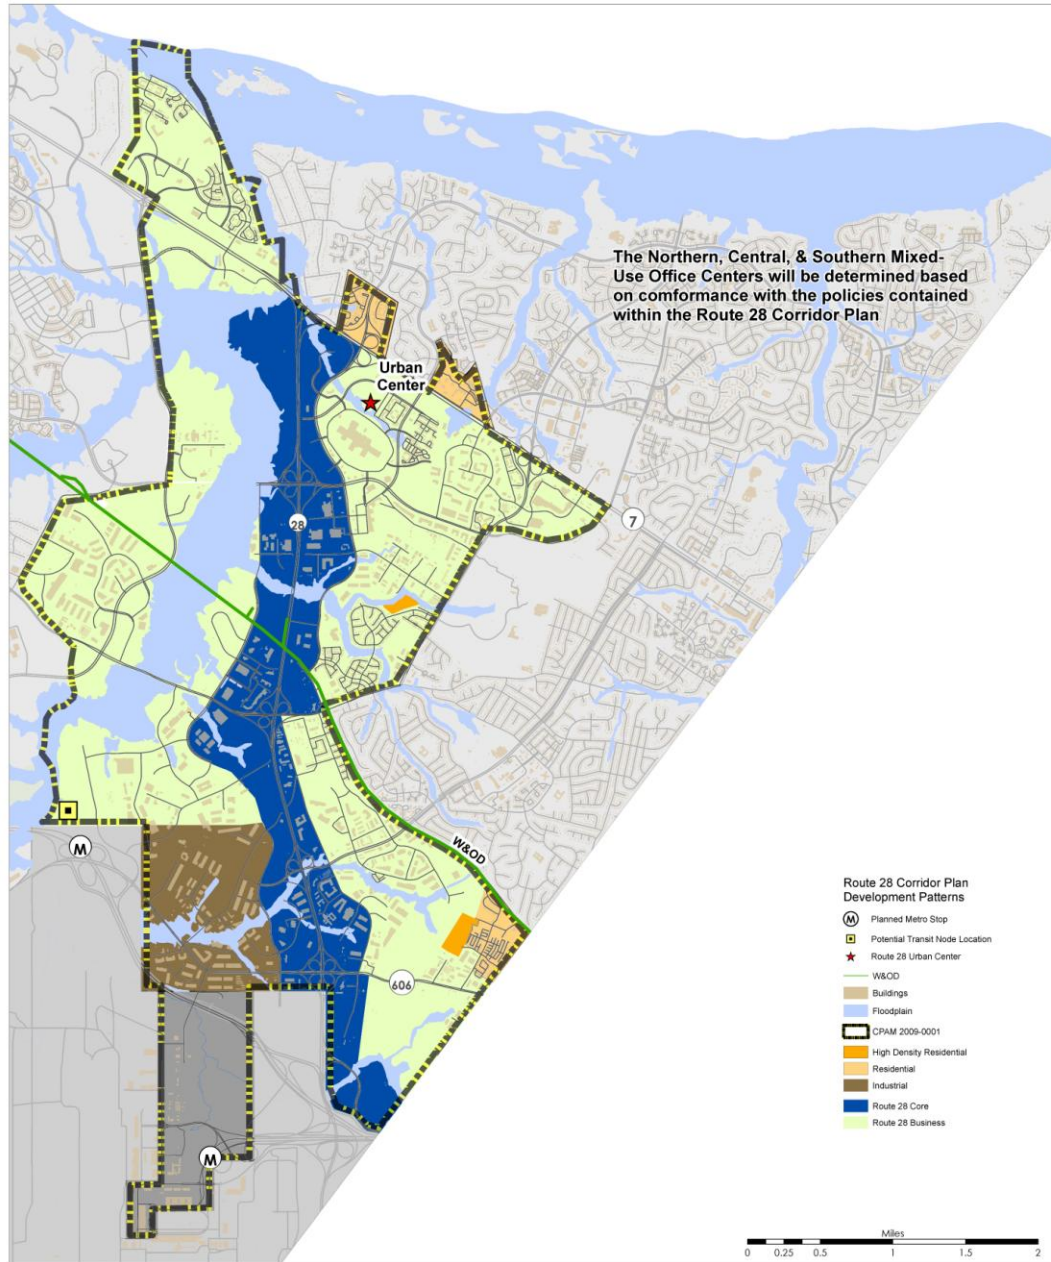 The Northern, Central, & Southern Mixed-
Use Office Centers will be determined based
on comformance with the policies contained
within the Route 28 Corridor Plan
Urban
Center
28
7
W&OD
M
606
M
Route 28 Corridor Plan
Development Patterns
M Planned Metro Stop
Potential Transit Node Location
Route 28 Urban Center
W&OD
Buildings
Floodplain
CPAM 2009-0001
High Density Residential
Residential
Industrial
Route 28 Core
Route 28 Business
Miles
0 0.25 0.5 1 1.5 2